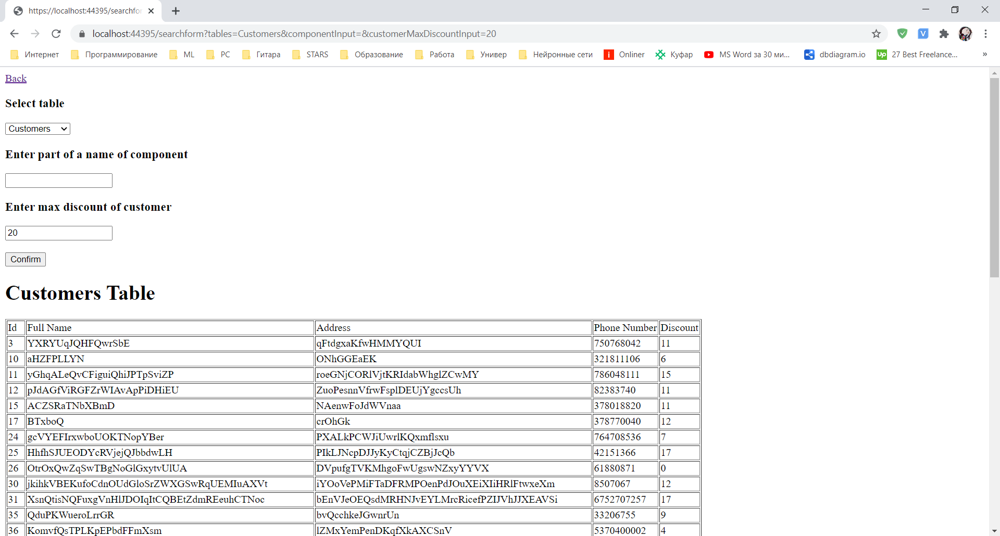 https://localhost:44395/searchfor
localhost:44395/searchform?tables=Customers&componentInput=&customerMaxDiscountInput=20
Интернет Программирование ML PC Гитара STARS Образование Работа Универ Нейронные сети Onliner Куфар MS Word за 30 ми... dbdiagram.io 27 Best Freelance... »
Back
Select table
Customers
Enter part of a name of component
Enter max discount of customer
20
Confirm
Customers Table
Id Full Name Address Phone Number Discount
3 YXRYUqJQHFQwrSbE qFtdgxaKfwHMMYQUI 750768042 11
10 aHZFPLLYN ONhGGEaEK 321811106 6
11 yGhqALeQvCFiguiQhiJPTpSviZP roeGNjCORlVjtKRIdabWhglZCwMY 786048111 15
12 pJdAGfViRGFZrWIAvApPiDHiEU ZuoPesnnVfrwFsplDEUjYgccsUh 82383740 11
15 ACZSRaTNbXBmD NAenwFoJdWVnaa 378018820 11
17 BTxboQ crOhGk 378770040 12
24 gcVYEFIrxwboUOKTNopYBer PXALkPCWJiUwrlKQxmflsxu 764708536 7
25 HhfhSJUEODYcRVjejQJbbdwLH PIkLJNcpDJJyKyCtqjCZBjJcQb 42151366 17
26 OtrOxQwZqSwTBgNoGlGxytvUlUA DVpufgTVKMhgoFwUgswNZxyYYVX 61880871 0
30 jkihkVBEKufoCdnOUdGloSrZWXGSwRqUEMIuAXVt iYOoVePMiFTaDFRMPOenPdJOuXEiXIiHRlFtwxeXm 8507067 12
31 XsnQtisNQFuxgVnHlJDOIqItCQBEtZdmREeuhCTNoc bEnVJeOEQsdMRHNJvEYLMrcRicefPZIJVhJJXEAVSi 6752707257 17
35 QduPKWueroLrrGR bvQcchkeJGwnrUn 33206755 9
36 KomvfQsTPLKpEPbdFFmXsm lZMxYemPenDKqfXkAXCSnV 5370400002 4